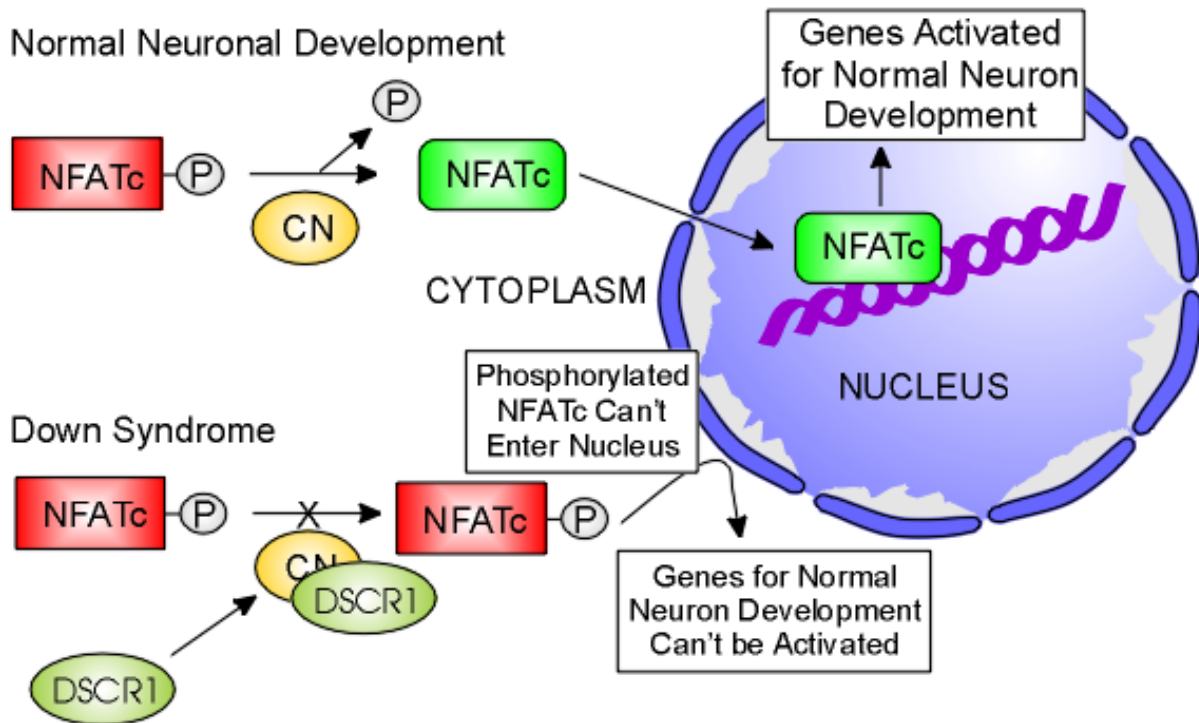 Normal Neuronal Development
Genes Activated
for Normal Neuron
Development
P
NFATc
P
CN
NFATc
NFATc
CYTOPLASM
NUCLEUS
Phosphorylated
NFATc Can't
Enter Nucleus
Down Syndrome
NFATc
P
X
CN
DSCR1
NFATc
P
DSCR1
Genes for Normal
Neuron Development
Can't be Activated